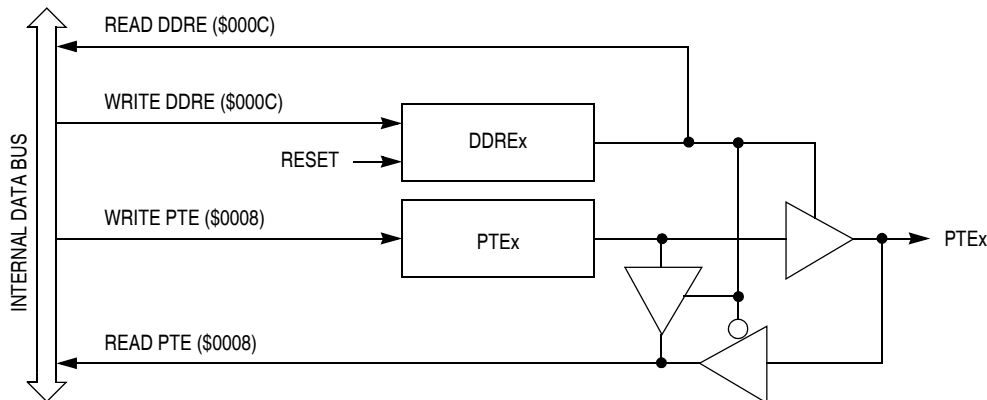 READ DDRE ($000C)
WRITE DDRE ($000C)
DDREx
RESET
INTERNAL DATA BUS
WRITE PTE ($0008)
PTEx
PTEx
READ PTE ($0008)